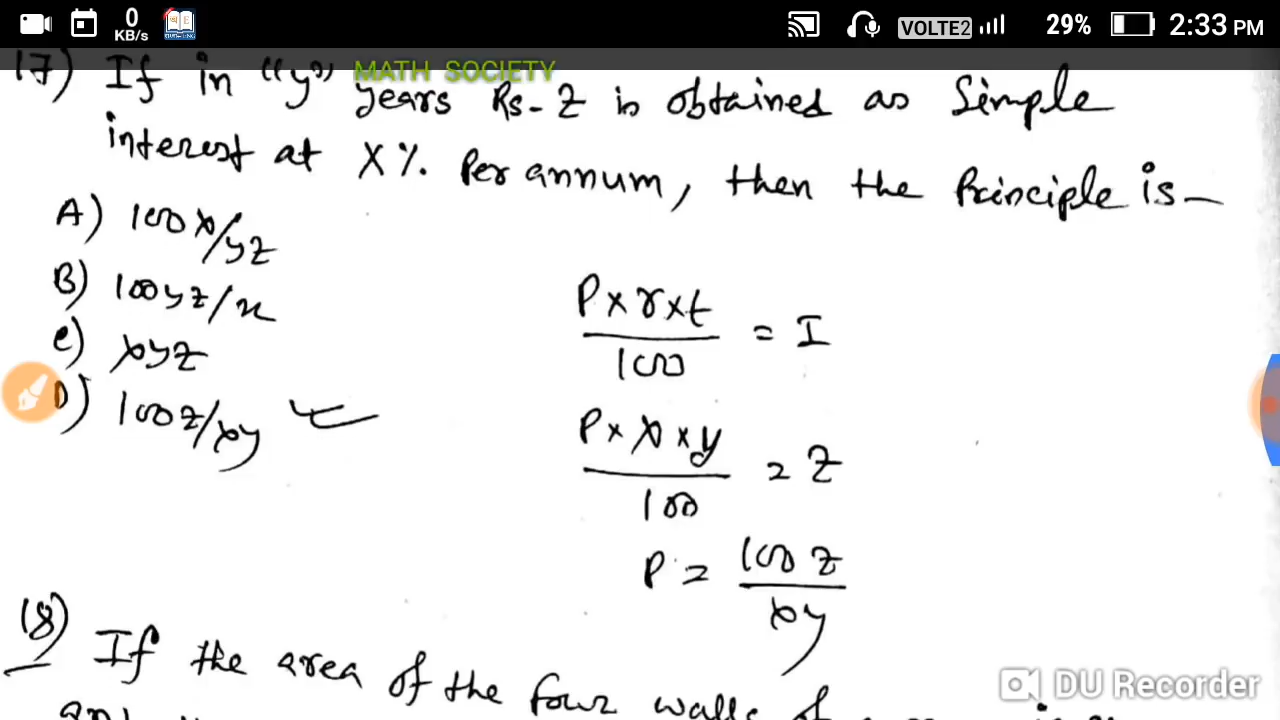 0 KB/s VOLTE2 29% 2:33 PM
MATH SOCIETY
17) If in "y" years Rs- Z is obtained as Simple
interest at X%. Per annum, then the Principle is—
A) 100x/yz
B) 100yz/x
C) xyz
D) 100z/xy
P×r×t
/100 = I
P×x×y
/100 = Z
P = 100z
/xy
18) If the area of the four walls of a
DU Recorder